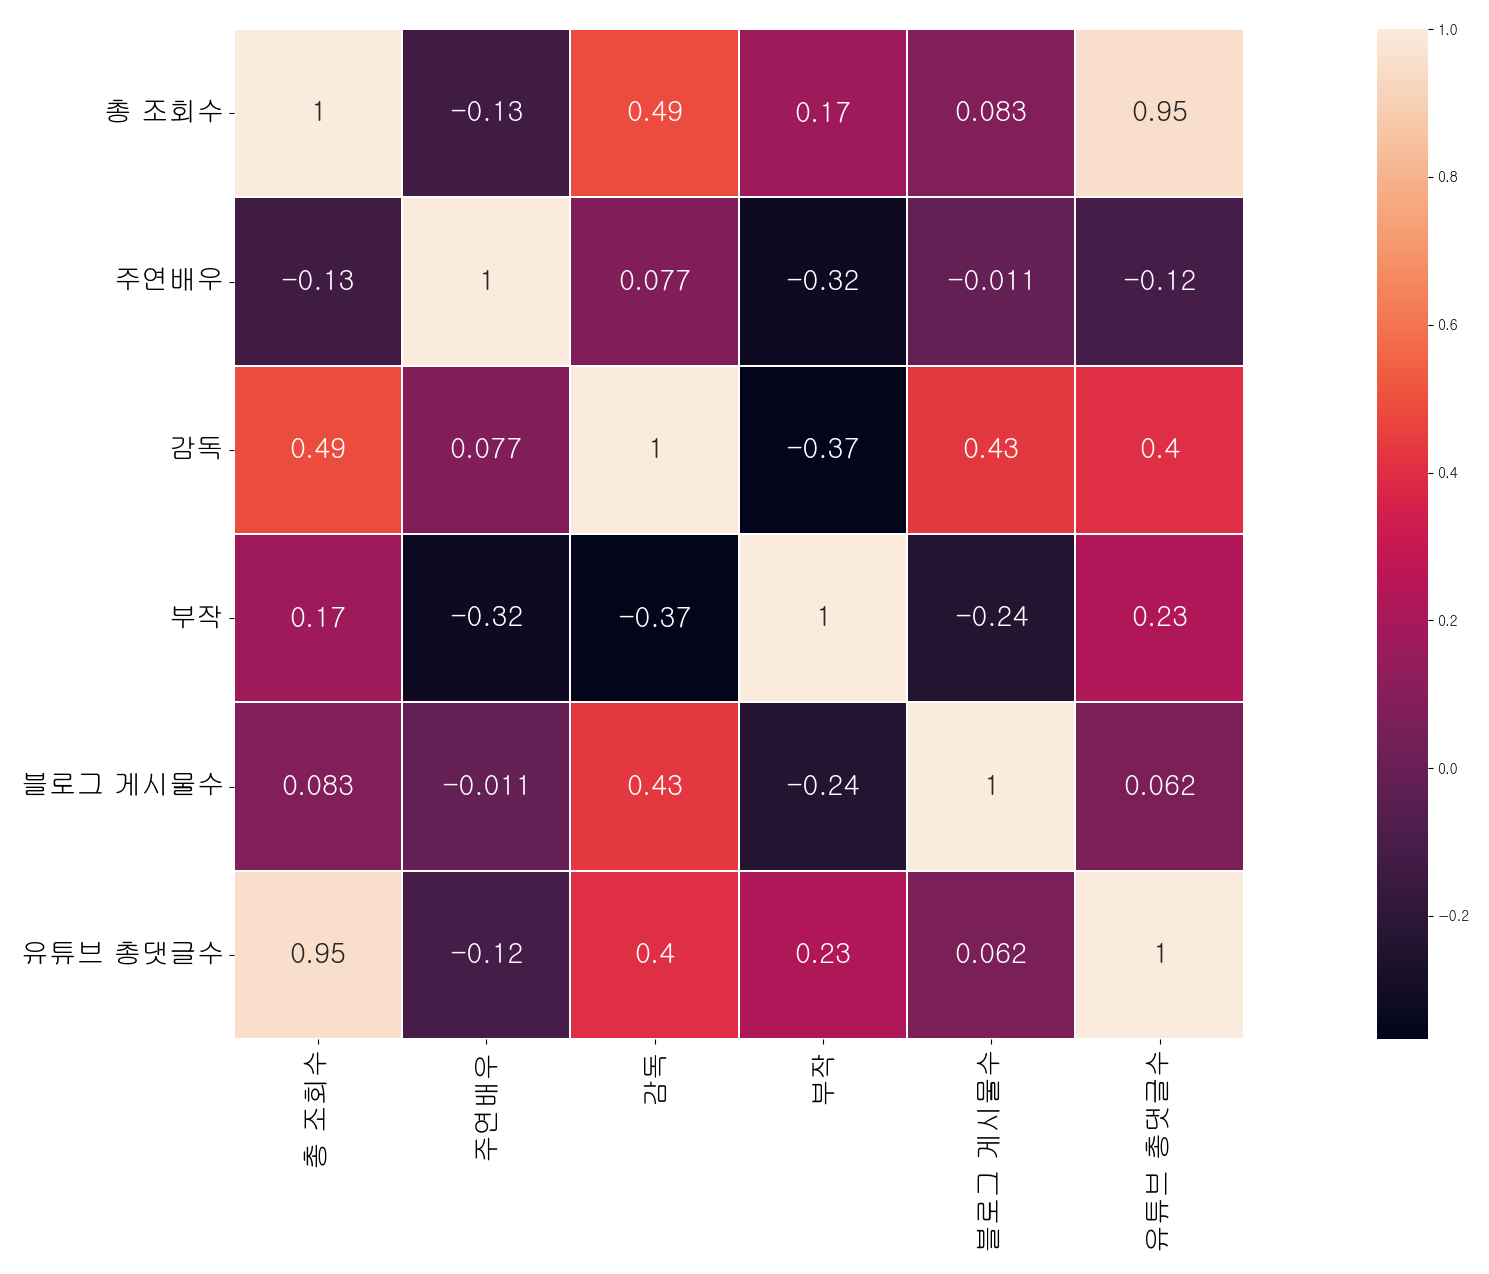 총 조회수 1 −0.13 0.49 0.17 0.083 0.95
주연배우 −0.13 1 0.077 −0.32 −0.011 −0.12
감독 0.49 0.077 1 −0.37 0.43 0.4
부작 0.17 −0.32 −0.37 1 −0.24 0.23
블로그 게시물수 0.083 −0.011 0.43 −0.24 1 0.062
유튜브 총댓글수 0.95 −0.12 0.4 0.23 0.062 1
총 조회수
주연배우
감독
부작
블로그 게시물수
유튜브 총댓글수
1.0
0.8
0.6
0.4
0.2
0.0
−0.2